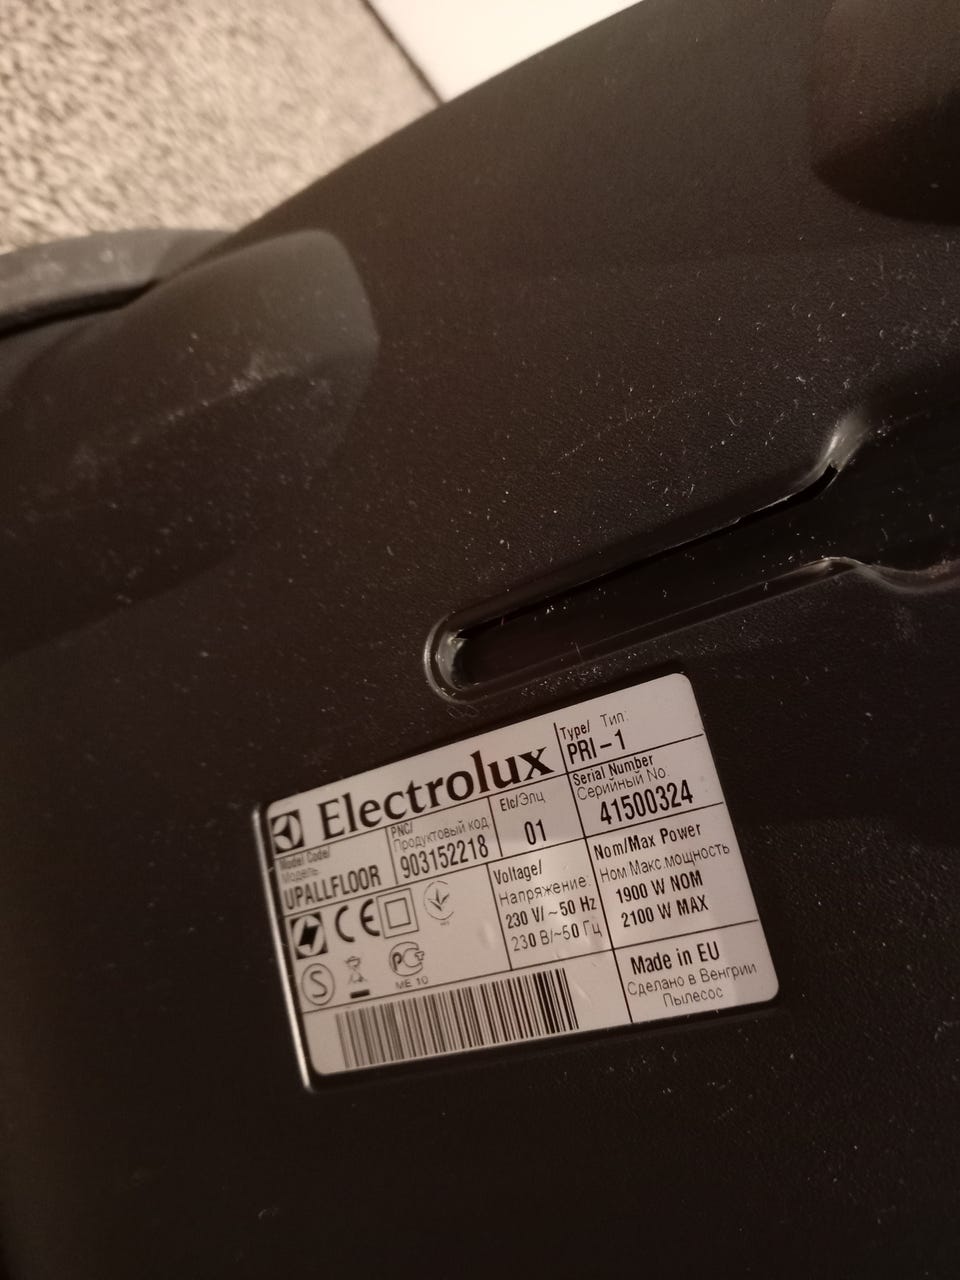 Electrolux
Type/ Тип:
PRI-1
Serial Number
Серийный No.
41500324
Model Code/
Модель
UPALLFLOOR
PNC/
Продуктовый код
903152218
Elc/Элц
01
Voltage/
Напряжение:
230 V/~50 Hz
230 В/~50 Гц
Nom/Max Power
Ном Макс.мощность
1900 W NOM
2100 W MAX
CE
S
РСТ
ME 10
Made in EU
Сделано в Венгрии
Пылесос